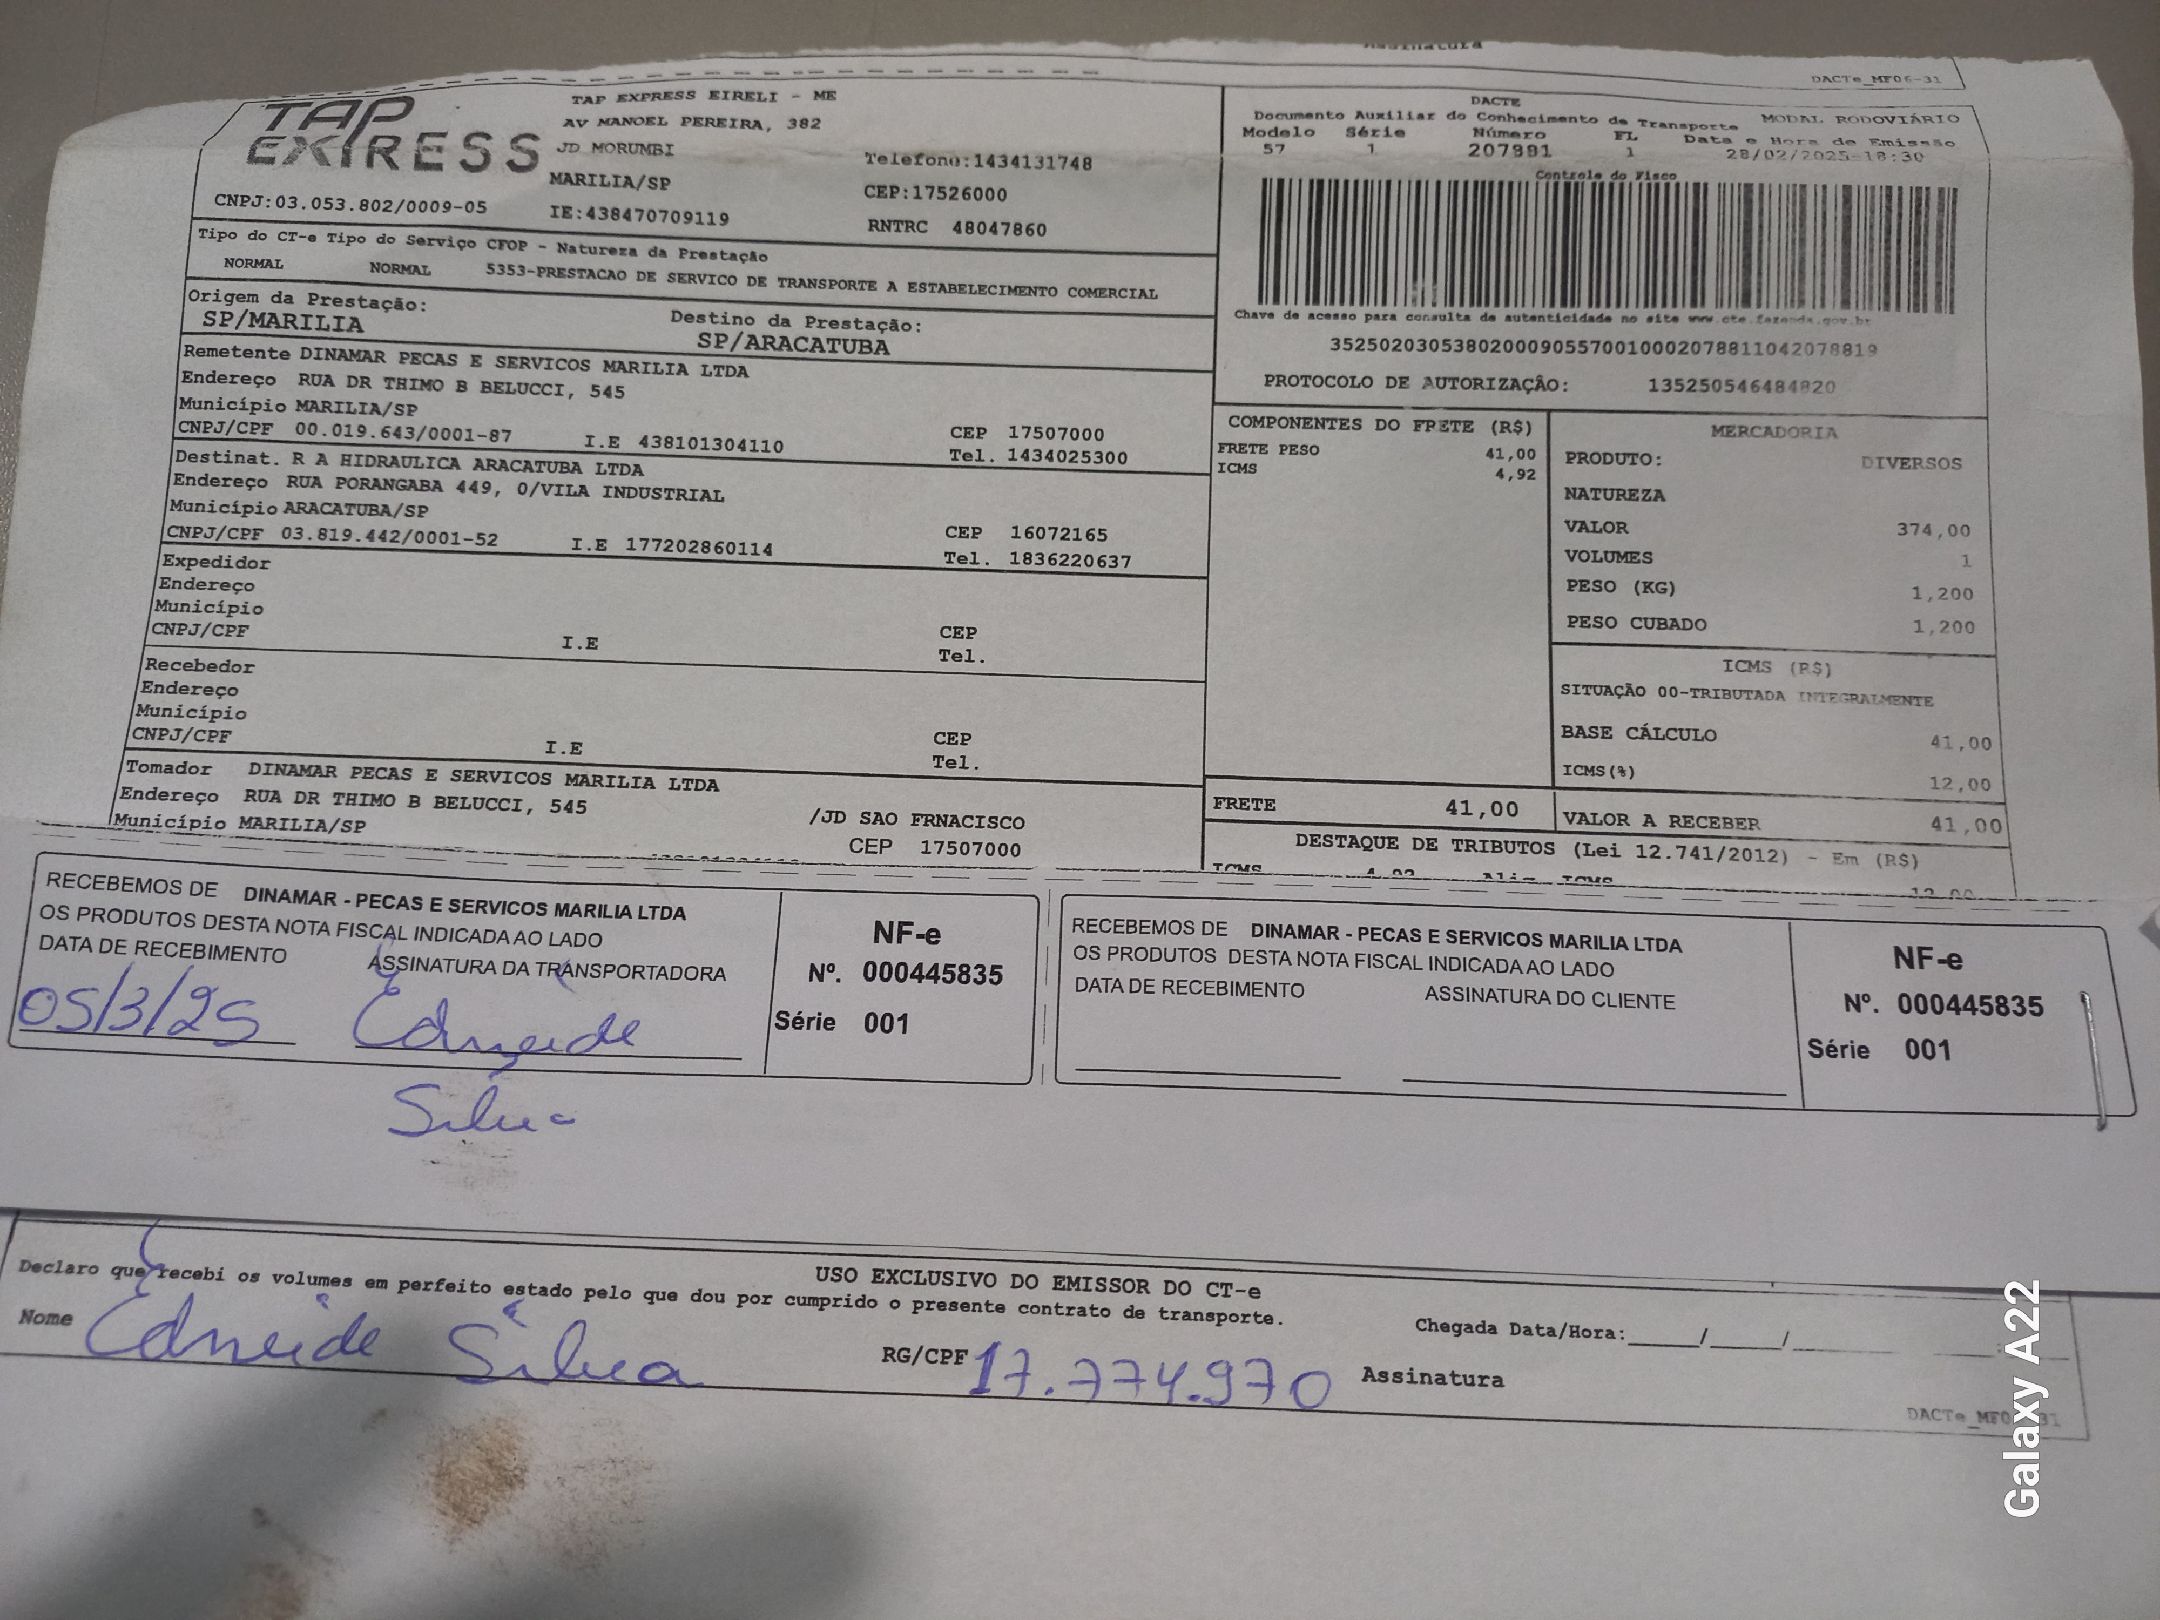 Assinatura
DACTe_MF06-31
TAP EXPRESS
TAP EXPRESS EIRELI - ME
AV MANOEL PEREIRA, 382
JD MORUMBI
MARILIA/SP
Telefone:1434131748
CEP:17526000
CNPJ:03.053.802/0009-05 IE:438470709119 RNTRC 48047860
DACTE
Documento Auxiliar do Conhecimento de Transporte MODAL RODOVIÁRIO
Modelo Série Número FL Data e Hora de Emissão
57 1 207881 1 28/02/2025-18:30
Controle do Fisco
Chave de acesso para consulta de autenticidade no site www.cte.fazenda.gov.br
35250203053802000905570010002078811042078819
PROTOCOLO DE AUTORIZAÇÃO: 135250546484820
Tipo do CT-e Tipo do Serviço CFOP - Natureza da Prestação
NORMAL NORMAL 5353-PRESTACAO DE SERVICO DE TRANSPORTE A ESTABELECIMENTO COMERCIAL
Origem da Prestação: Destino da Prestação:
SP/MARILIA SP/ARACATUBA
Remetente DINAMAR PECAS E SERVICOS MARILIA LTDA
Endereço RUA DR THIMO B BELUCCI, 545
Município MARILIA/SP CEP 17507000
CNPJ/CPF 00.019.643/0001-87 I.E 438101304110 Tel. 1434025300
Destinat. R A HIDRAULICA ARACATUBA LTDA
Endereço RUA PORANGABA 449, 0/VILA INDUSTRIAL
Município ARACATUBA/SP CEP 16072165
CNPJ/CPF 03.819.442/0001-52 I.E 177202860114 Tel. 1836220637
Expedidor
Endereço
Município CEP
CNPJ/CPF I.E Tel.
Recebedor
Endereço
Município CEP
CNPJ/CPF I.E Tel.
Tomador DINAMAR PECAS E SERVICOS MARILIA LTDA
Endereço RUA DR THIMO B BELUCCI, 545 /JD SAO FRNACISCO
Município MARILIA/SP CEP 17507000
COMPONENTES DO FRETE (R$)
FRETE PESO 41,00
ICMS 4,92
MERCADORIA
PRODUTO: DIVERSOS
NATUREZA
VALOR 374,00
VOLUMES 1
PESO (KG) 1,200
PESO CUBADO 1,200
ICMS (R$)
SITUAÇÃO 00-TRIBUTADA INTEGRALMENTE
BASE CÁLCULO 41,00
ICMS(%) 12,00
FRETE 41,00 VALOR A RECEBER 41,00
DESTAQUE DE TRIBUTOS (Lei 12.741/2012) - Em (R$)
ICMS 4,92 Aliq. ICMS 12,00
RECEBEMOS DE DINAMAR - PECAS E SERVICOS MARILIA LTDA
OS PRODUTOS DESTA NOTA FISCAL INDICADA AO LADO
DATA DE RECEBIMENTO ASSINATURA DA TRANSPORTADORA
05/3/25 Edneide
Silva
NF-e
Nº. 000445835
Série 001
RECEBEMOS DE DINAMAR - PECAS E SERVICOS MARILIA LTDA
OS PRODUTOS DESTA NOTA FISCAL INDICADA AO LADO
DATA DE RECEBIMENTO ASSINATURA DO CLIENTE
NF-e
Nº. 000445835
Série 001
USO EXCLUSIVO DO EMISSOR DO CT-e
Declaro que recebi os volumes em perfeito estado pelo que dou por cumprido o presente contrato de transporte.
Nome Edneide Silva RG/CPF 17.774.970 Assinatura
Chegada Data/Hora:_____/_____/
DACTe_MF06-31
Galaxy A22